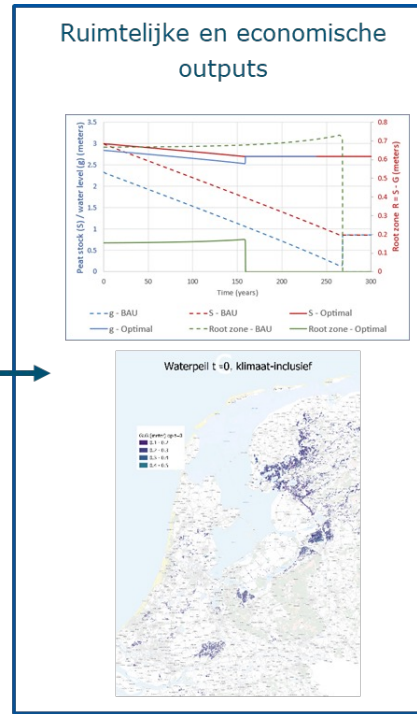 Ruimtelijke en economische
outputs
3.5
3
2.5
2
1.5
1
0.5
0
Peat stock (S) / water level (g) (meters)
0.8
0.7
0.6
0.5
0.4
0.3
0.2
0.1
0
Root zone R = S - G (meters)
0
50
100
150
200
250
300
Time (years)
g - BAU
S - BAU
S - Optimal
g - Optimal
Root zone - BAU
Root zone - Optimal
Waterpeil t =0. klimaat-inclusief